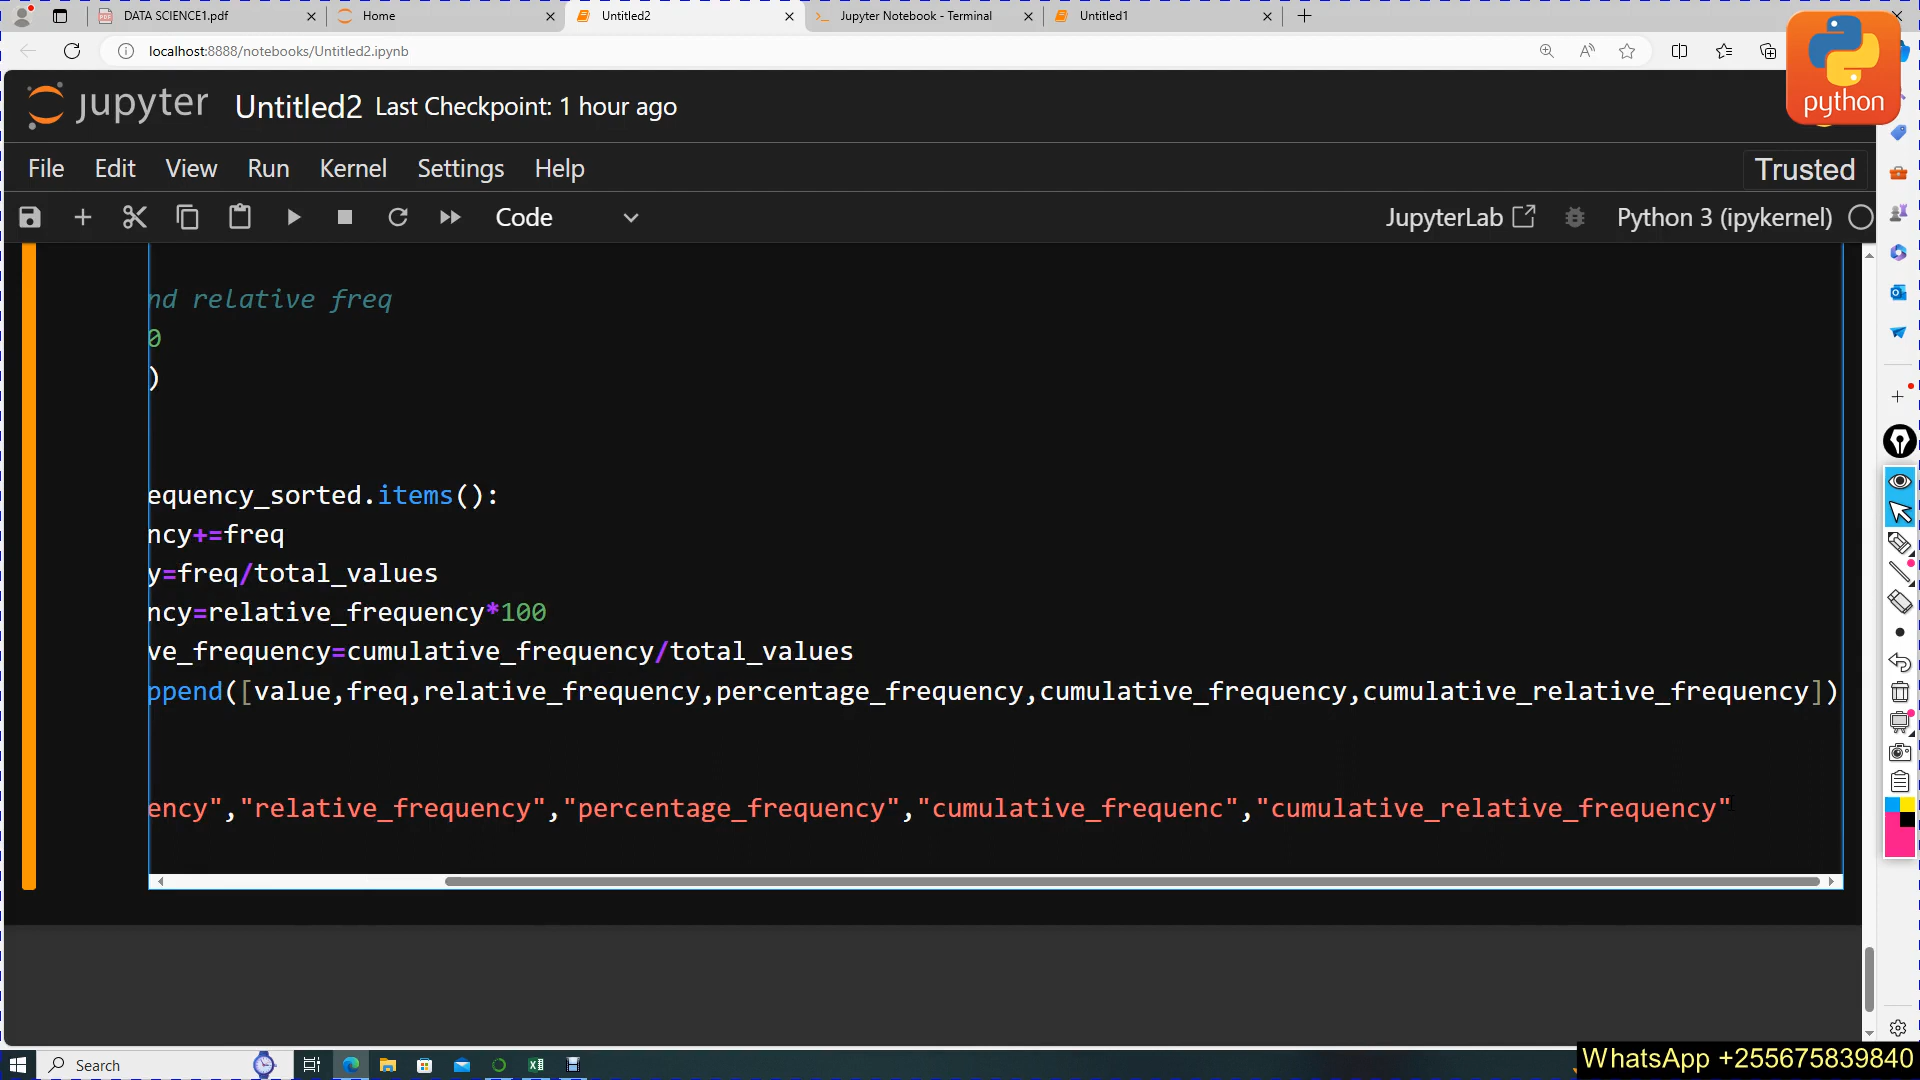 DATA SCIENCE1.pdf
Home
Untitled2
Jupyter Notebook - Terminal
Untitled1
localhost:8888/notebooks/Untitled2.ipynb
python
jupyter Untitled2 Last Checkpoint: 1 hour ago
File Edit View Run Kernel Settings Help
Trusted
Code
JupyterLab
Python 3 (ipykernel)
nd relative freq
0
)
equency_sorted.items():
ncy+=freq
y=freq/total_values
ncy=relative_frequency*100
ve_frequency=cumulative_frequency/total_values
ppend([value,freq,relative_frequency,percentage_frequency,cumulative_frequency,cumulative_relative_frequency])
ency","relative_frequency","percentage_frequency","cumulative_frequenc","cumulative_relative_frequency"
Search
WhatsApp +255675839840